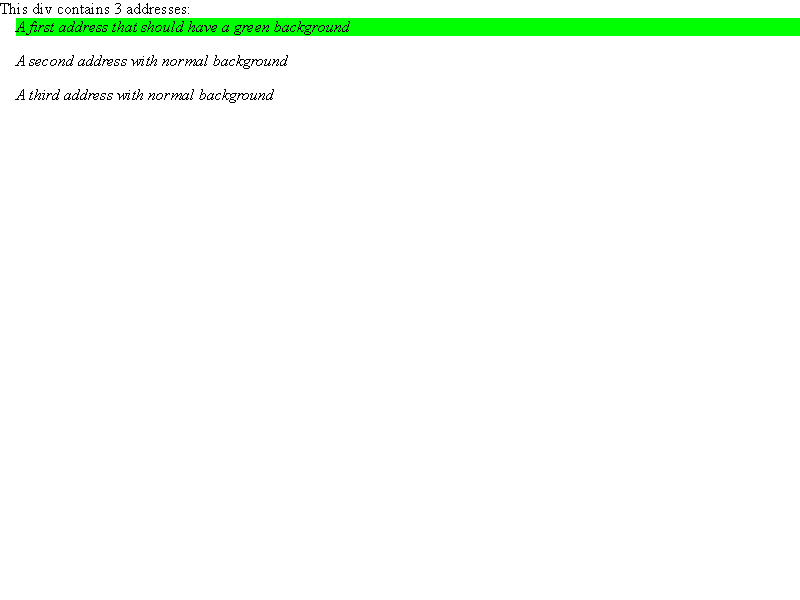 This div contains 3 addresses:
A first address that should have a green background
A second address with normal background
A third address with normal background